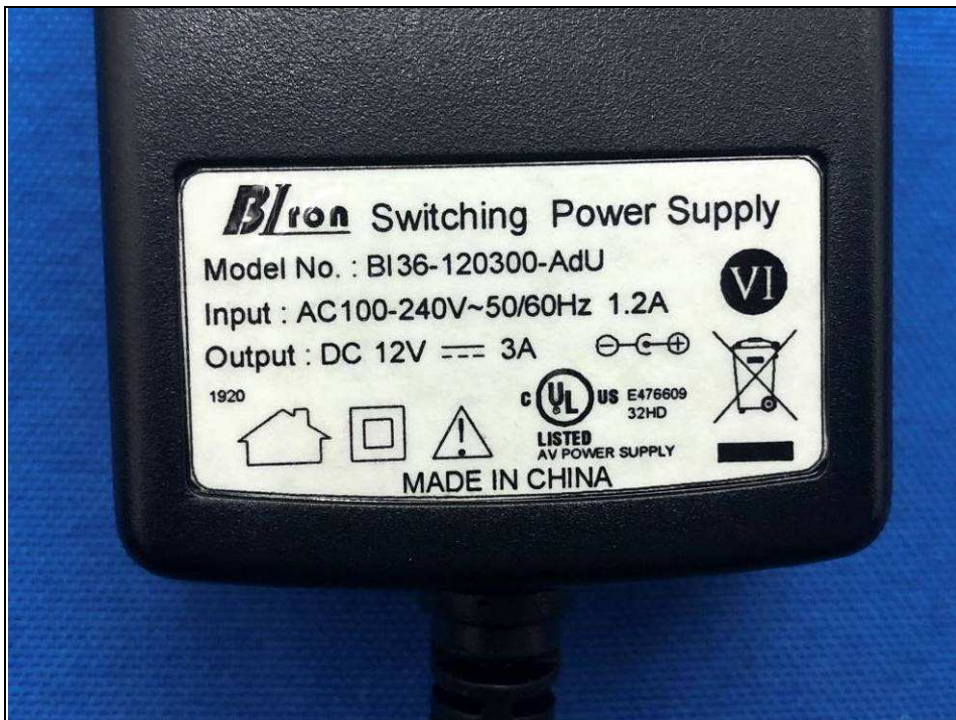 BIron Switching Power Supply
Model No. : BI36-120300-AdU
VI
Input : AC100-240V~50/60Hz 1.2A
Output : DC 12V ⎓ 3A
1920
C UL US E476609
32HD
LISTED
AV POWER SUPPLY
MADE IN CHINA